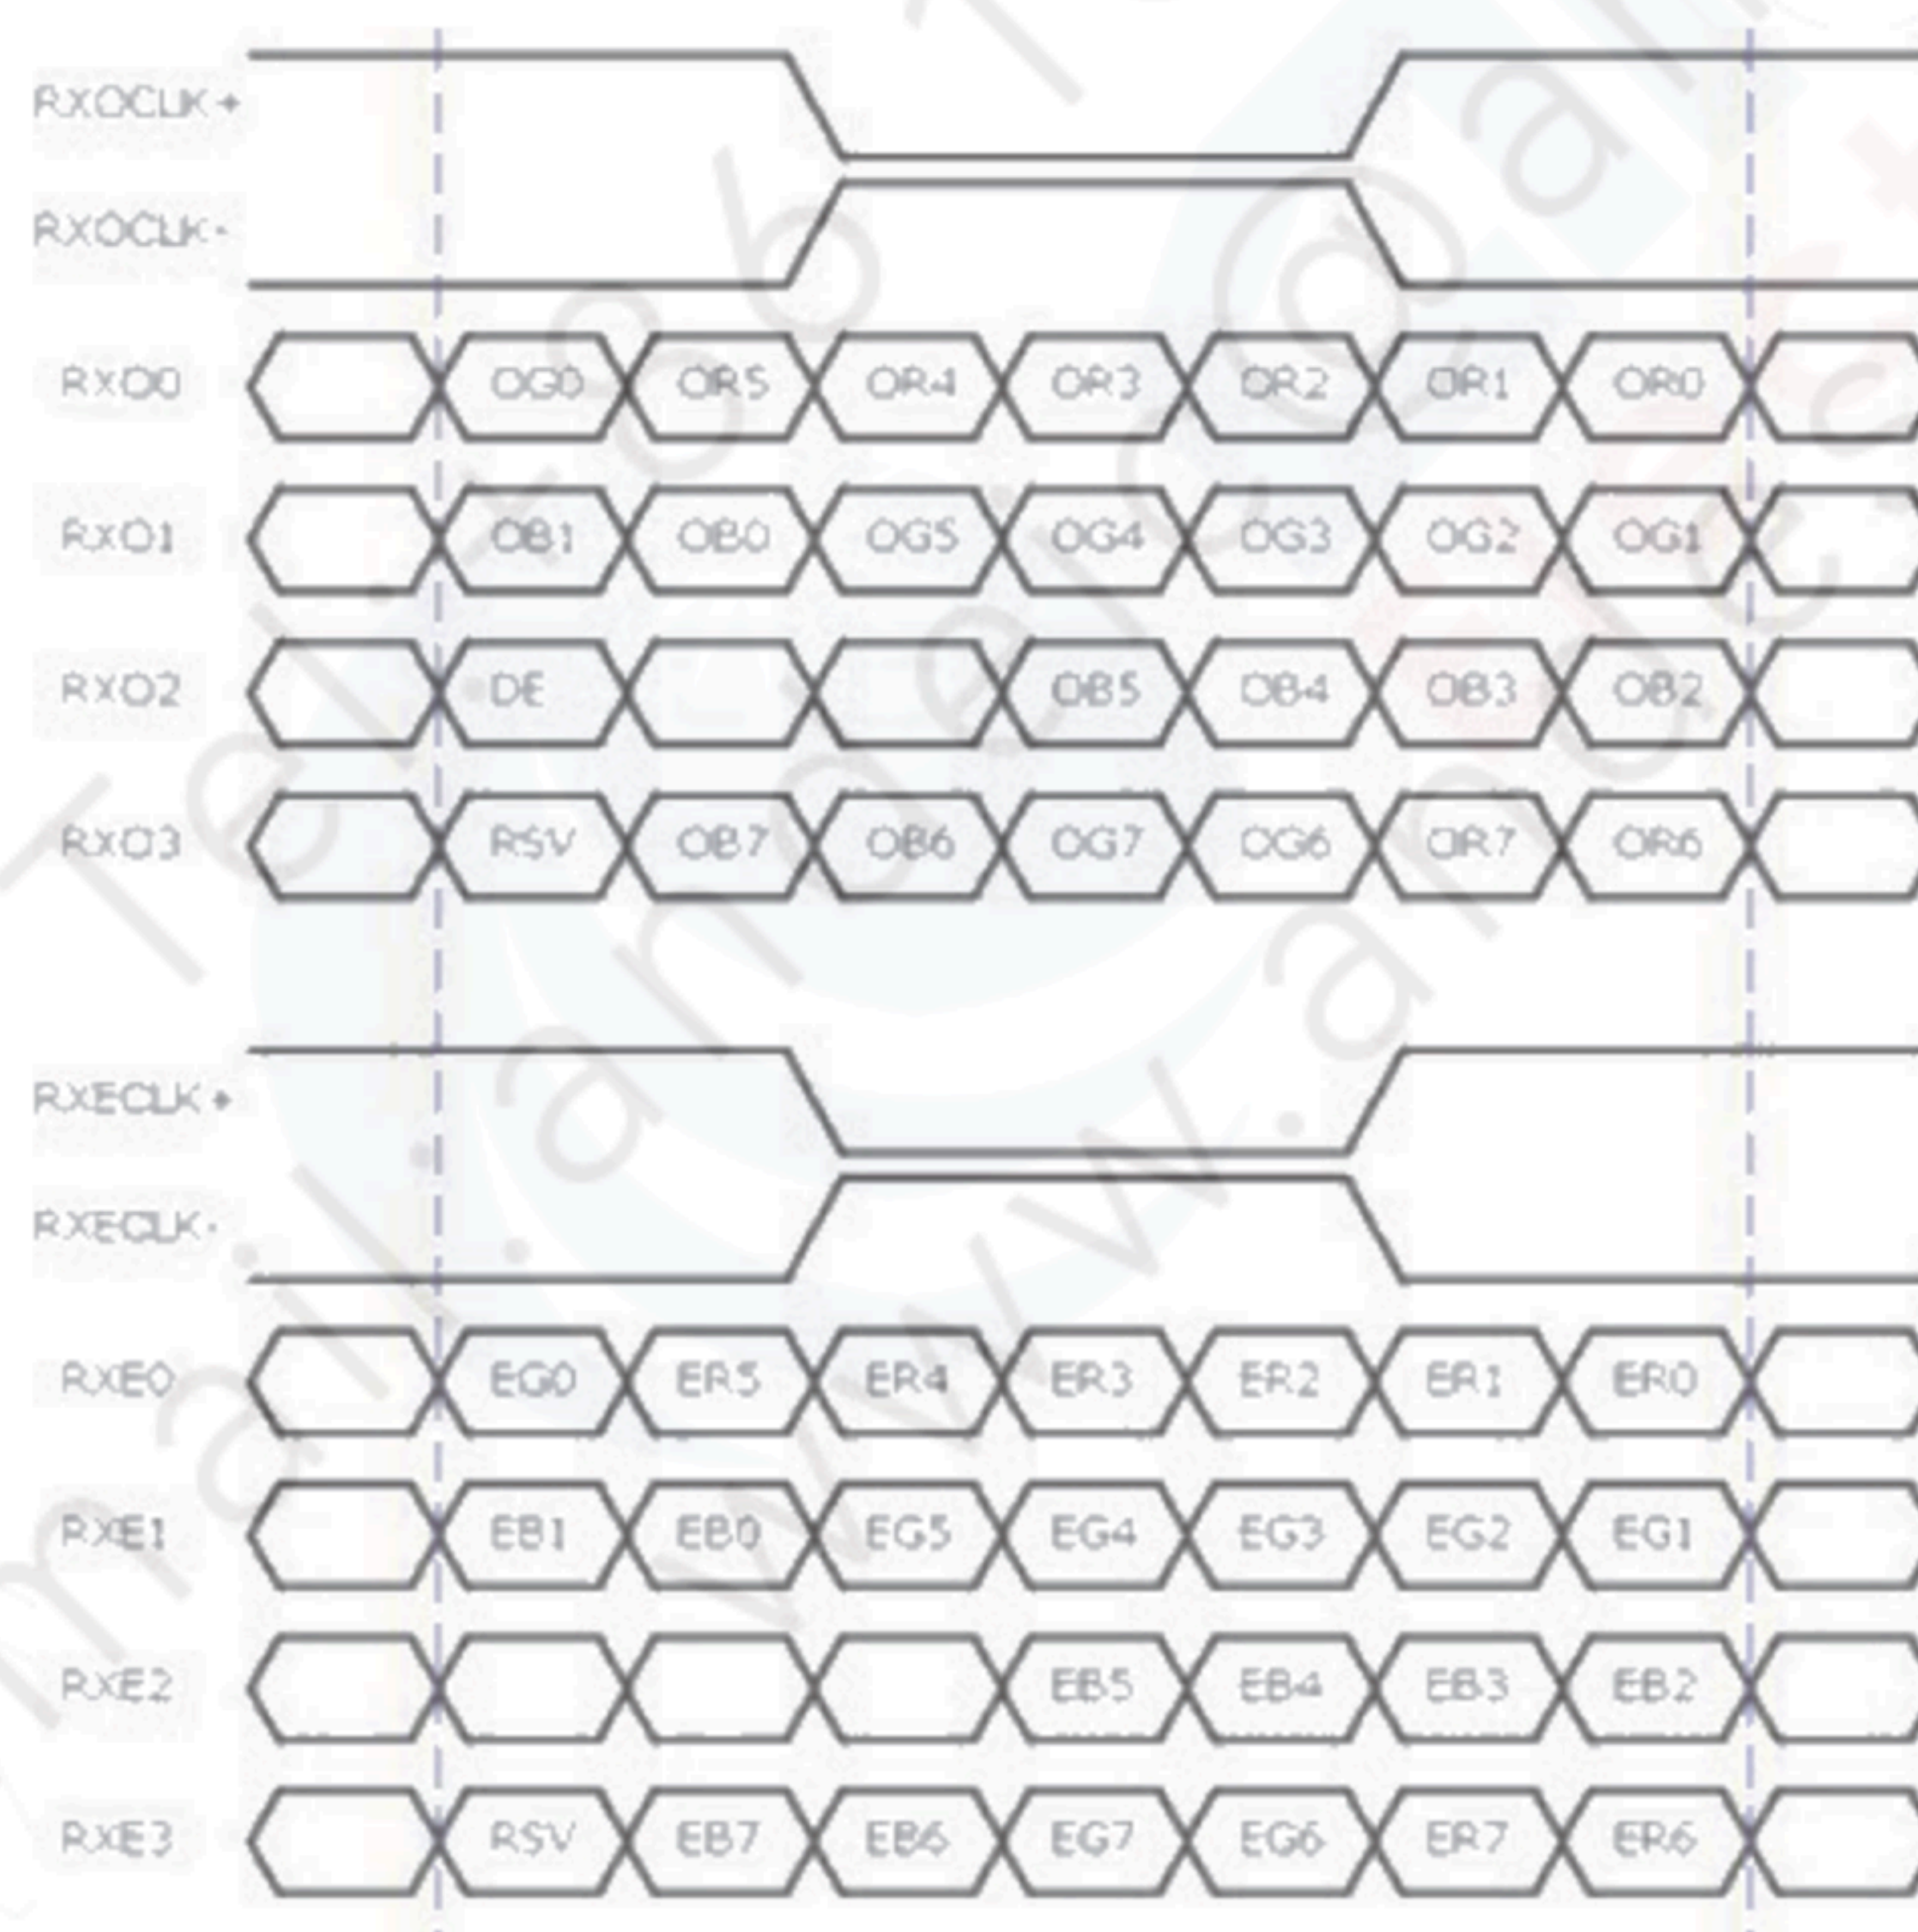 RXOCLK+
RXOCLK-
RXO0 OG0 OR5 OR4 OR3 OR2 OR1 OR0
RXO1 OB1 OB0 OG5 OG4 OG3 OG2 OG1
RXO2 DE OB5 OB4 OB3 OB2
RXO3 RSV OB7 OB6 OG7 OG6 OR7 OR6
RXECLK+
RXECLK-
RXE0 EG0 ER5 ER4 ER3 ER2 ER1 ER0
RXE1 EB1 EB0 EG5 EG4 EG3 EG2 EG1
RXE2 EB5 EB4 EB3 EB2
RXE3 RSV EB7 EB6 EG7 EG6 ER7 ER6